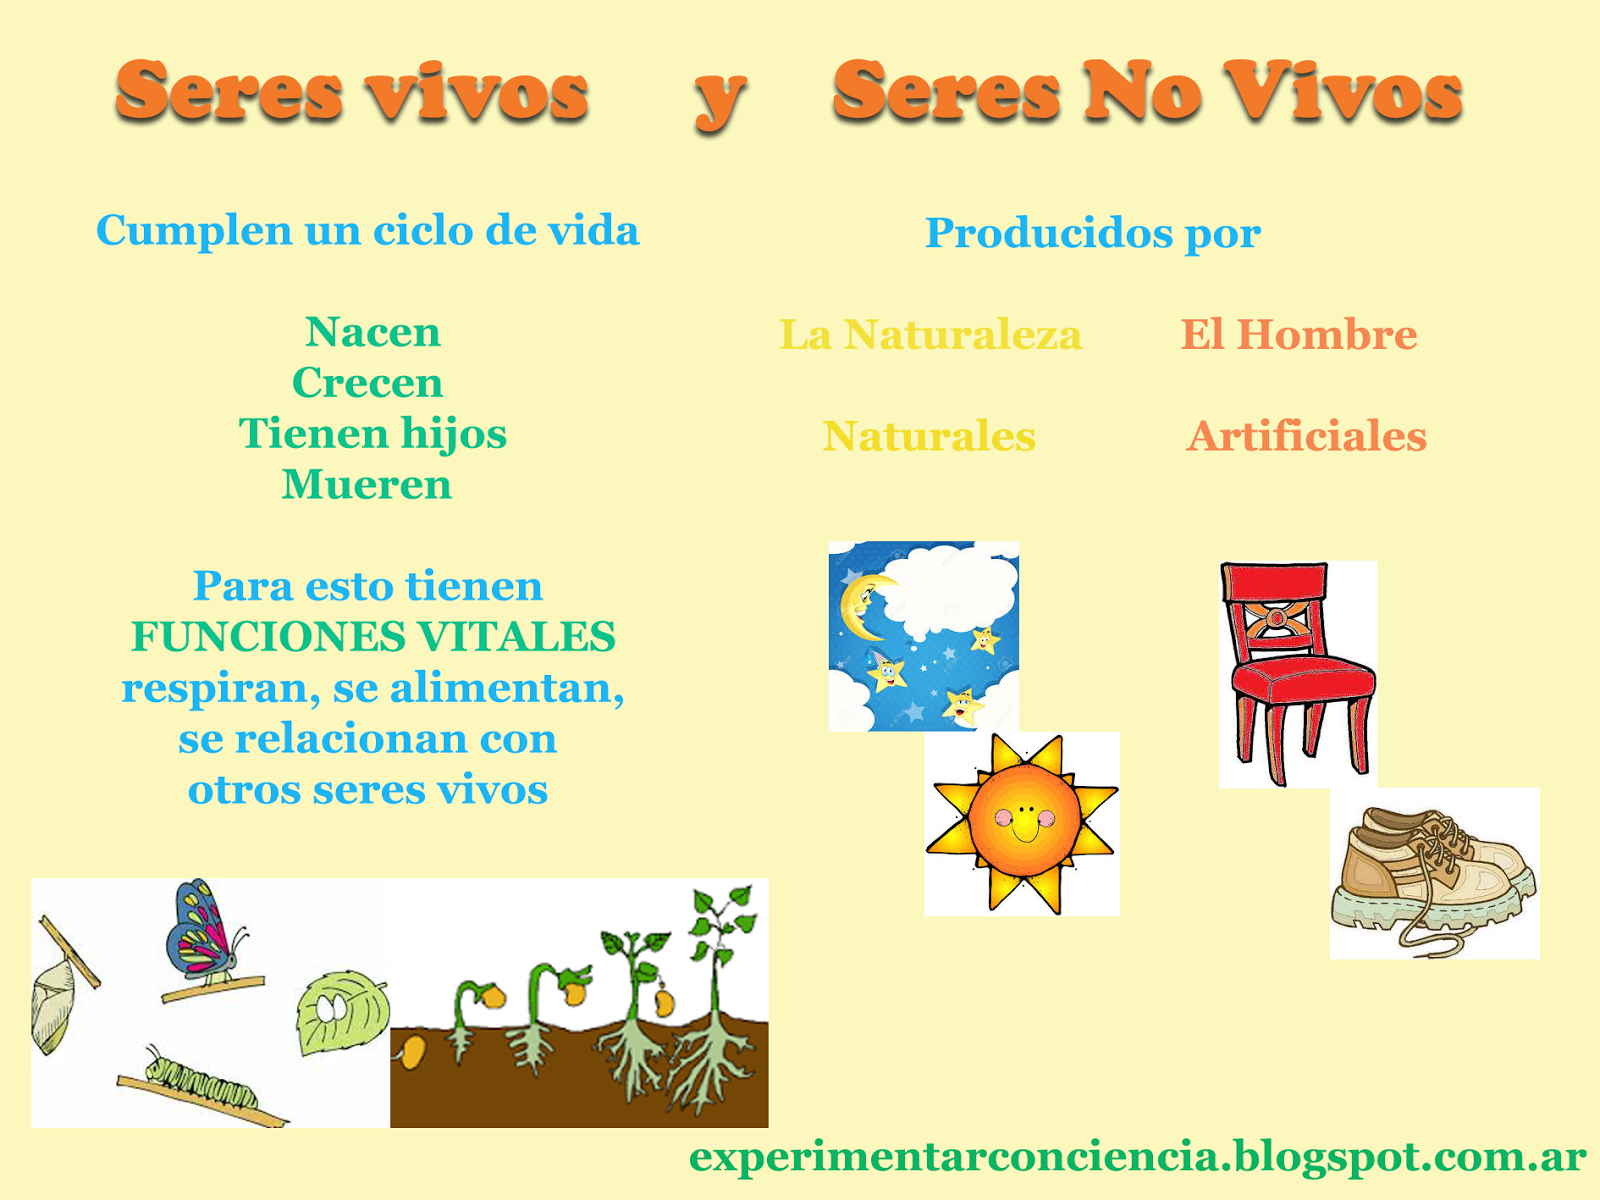 Seres vivos y Seres No Vivos
Cumplen un ciclo de vida
Nacen
Crecen
Tienen hijos
Mueren
Para esto tienen
FUNCIONES VITALES
respiran, se alimentan,
se relacionan con
otros seres vivos
Producidos por
La Naturaleza El Hombre
Naturales Artificiales
experimentarconciencia.blogspot.com.ar